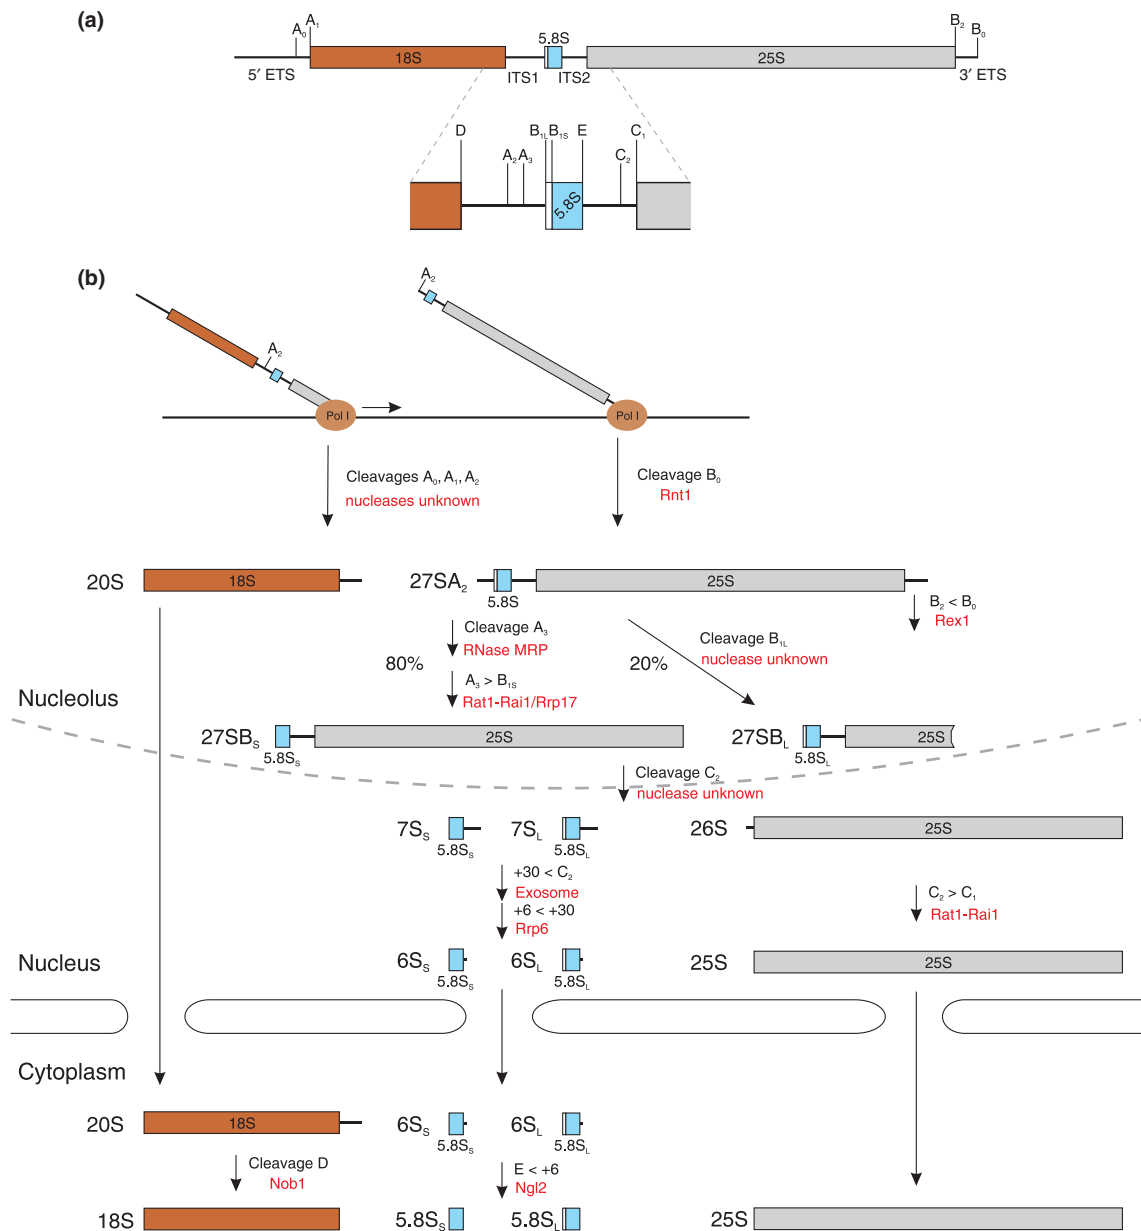 (a)
A₀ A₁ B₂ B₀
5.8S
18S 25S
5′ ETS ITS1 ITS2 3′ ETS
D B₁L B₁S E C₁
A₂ A₃ C₂
5.8S
(b)
A₂
A₂
Pol I Pol I
Cleavages A₀, A₁, A₂
nucleases unknown
Cleavage B₀
Rnt1
20S 18S 27SA₂ 25S
5.8S
B₂ < B₀
Rex1
Cleavage A₃
RNase MRP
80%
Cleavage B₁L
nuclease unknown
20%
A₃ > B₁S
Rat1-Rai1/Rrp17
Nucleolus
27SBS 25S 27SBL 25S
5.8SS 5.8SL
Cleavage C₂
nuclease unknown
7SS 7SL 26S 25S
5.8SS 5.8SL
+30 < C₂
Exosome
+6 < +30
Rrp6
C₂ > C₁
Rat1-Rai1
Nucleus
6SS 6SL 25S 25S
5.8SS 5.8SL
Cytoplasm
20S 18S 6SS 6SL
5.8SS 5.8SL
Cleavage D
Nob1
E < +6
Ngl2
18S 5.8SS 5.8SL 25S